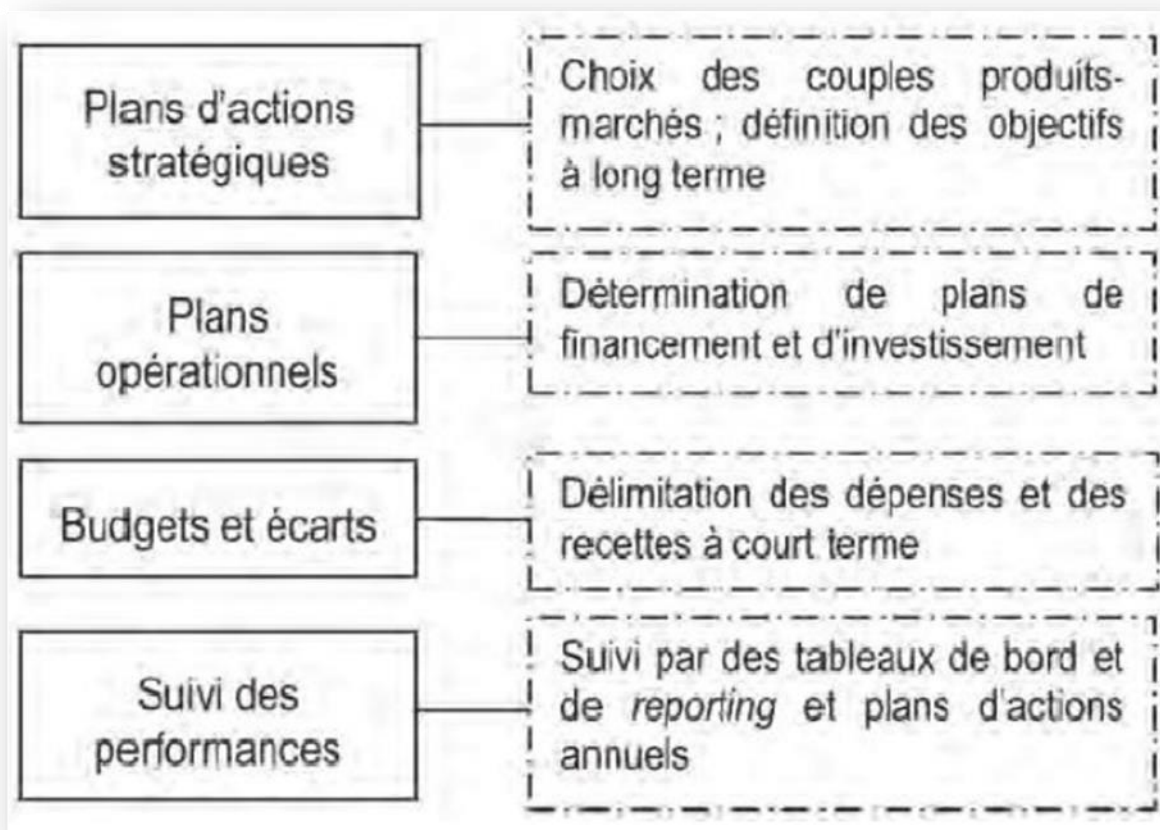 Plans d'actions
stratégiques
Choix des couples produits-
marchés ; définition des objectifs
à long terme
Plans
opérationnels
Détermination de plans de
financement et d'investissement
Budgets et écarts
Délimitation des dépenses et des
recettes à court terme
Suivi des
performances
Suivi par des tableaux de bord et
de reporting et plans d'actions
annuels